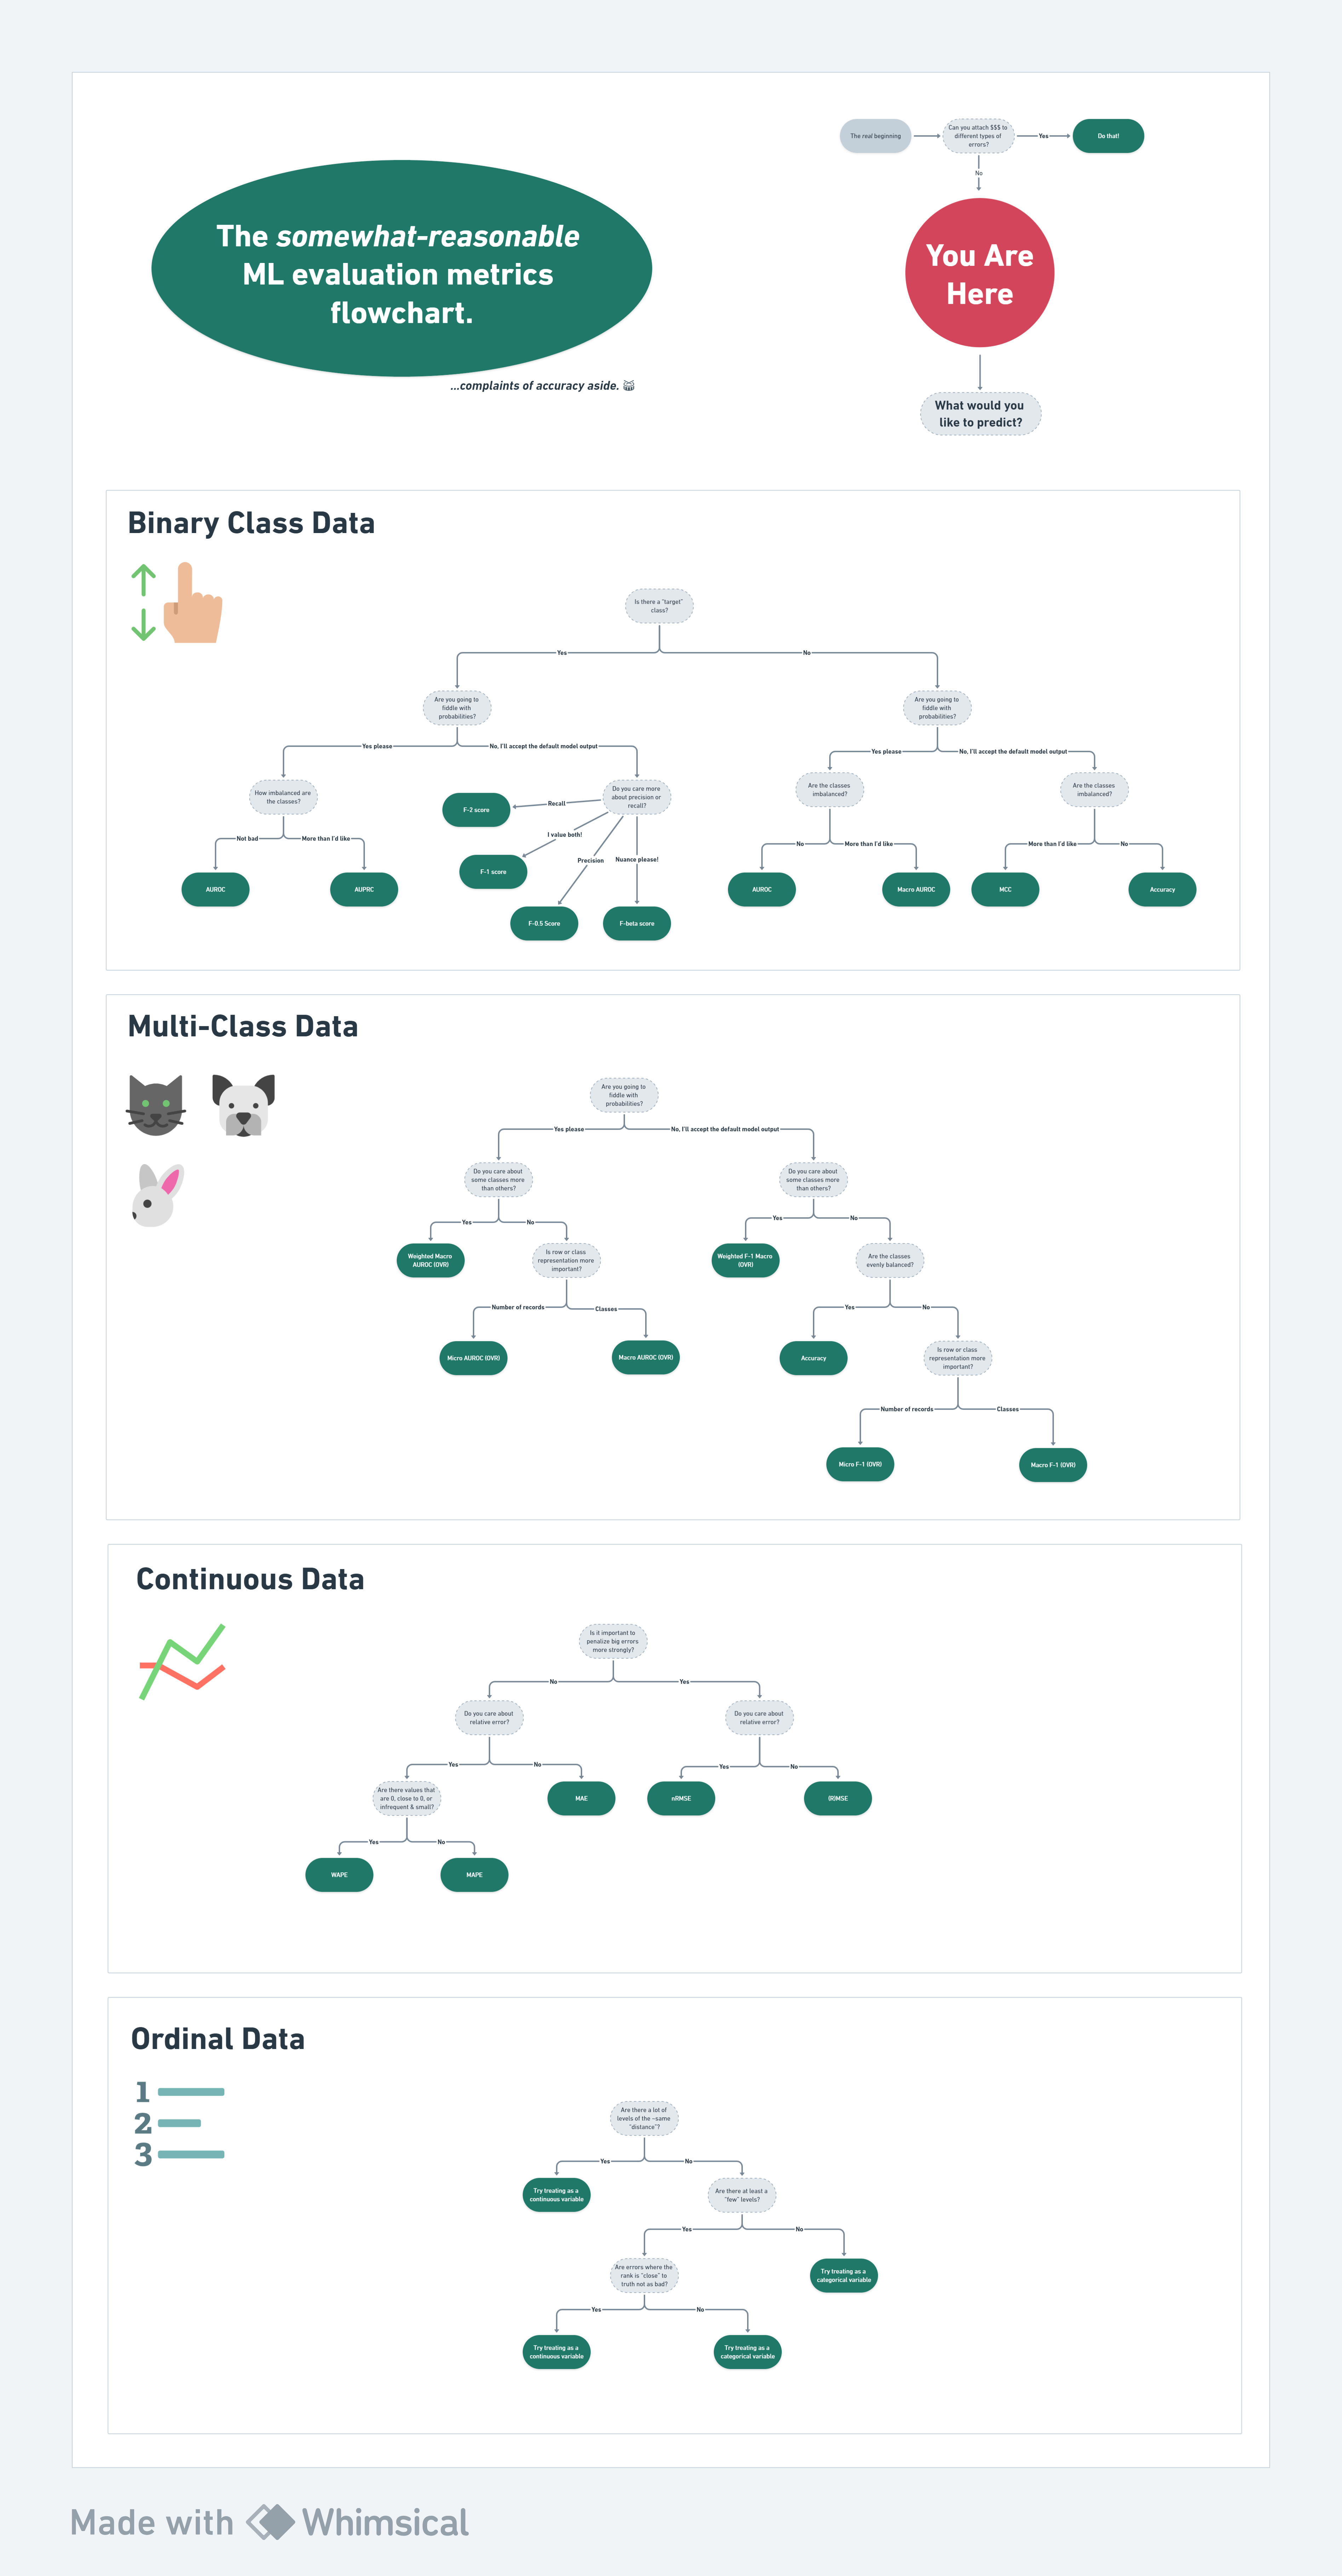 The real beginning
Can you attach $$$ to
different types of
errors?
Yes
Do that!
No
The somewhat-reasonable
ML evaluation metrics
flowchart.
...complaints of accuracy aside. 😹
You Are
Here
What would you
like to predict?
Binary Class Data
Is there a "target"
class?
Yes
No
Are you going to
fiddle with
probabilities?
Are you going to
fiddle with
probabilities?
Yes please
No, I'll accept the default model output
Yes please
No, I'll accept the default model output
How imbalanced are
the classes?
Do you care more
about precision or
recall?
Are the classes
imbalanced?
Are the classes
imbalanced?
Recall
F-2 score
I value both!
F-1 score
Precision
Nuance please!
Not bad
More than I'd like
No
More than I'd like
More than I'd like
No
AUROC
AUPRC
AUROC
Macro AUROC
MCC
Accuracy
F-0.5 Score
F-beta score
Multi-Class Data
Are you going to
fiddle with
probabilities?
Yes please
No, I'll accept the default model output
Do you care about
some classes more
than others?
Do you care about
some classes more
than others?
Yes
No
Yes
No
Weighted Macro
AUROC (OVR)
Is row or class
representation more
important?
Weighted F-1 Macro
(OVR)
Are the classes
evenly balanced?
Number of records
Classes
Yes
No
Micro AUROC (OVR)
Macro AUROC (OVR)
Accuracy
Is row or class
representation more
important?
Number of records
Classes
Micro F-1 (OVR)
Macro F-1 (OVR)
Continuous Data
Is it important to
penalize big errors
more strongly?
No
Yes
Do you care about
relative error?
Do you care about
relative error?
Yes
No
Yes
No
Are there values that
are 0, close to 0, or
infrequent & small?
MAE
nRMSE
(R)MSE
Yes
No
WAPE
MAPE
Ordinal Data
1
2
3
Are there a lot of
levels of the ~same
"distance"?
Yes
No
Try treating as a
continuous variable
Are there at least a
"few" levels?
Yes
No
Are errors where the
rank is "close" to
truth not as bad?
Try treating as a
categorical variable
Yes
No
Try treating as a
continuous variable
Try treating as a
categorical variable
Made with Whimsical